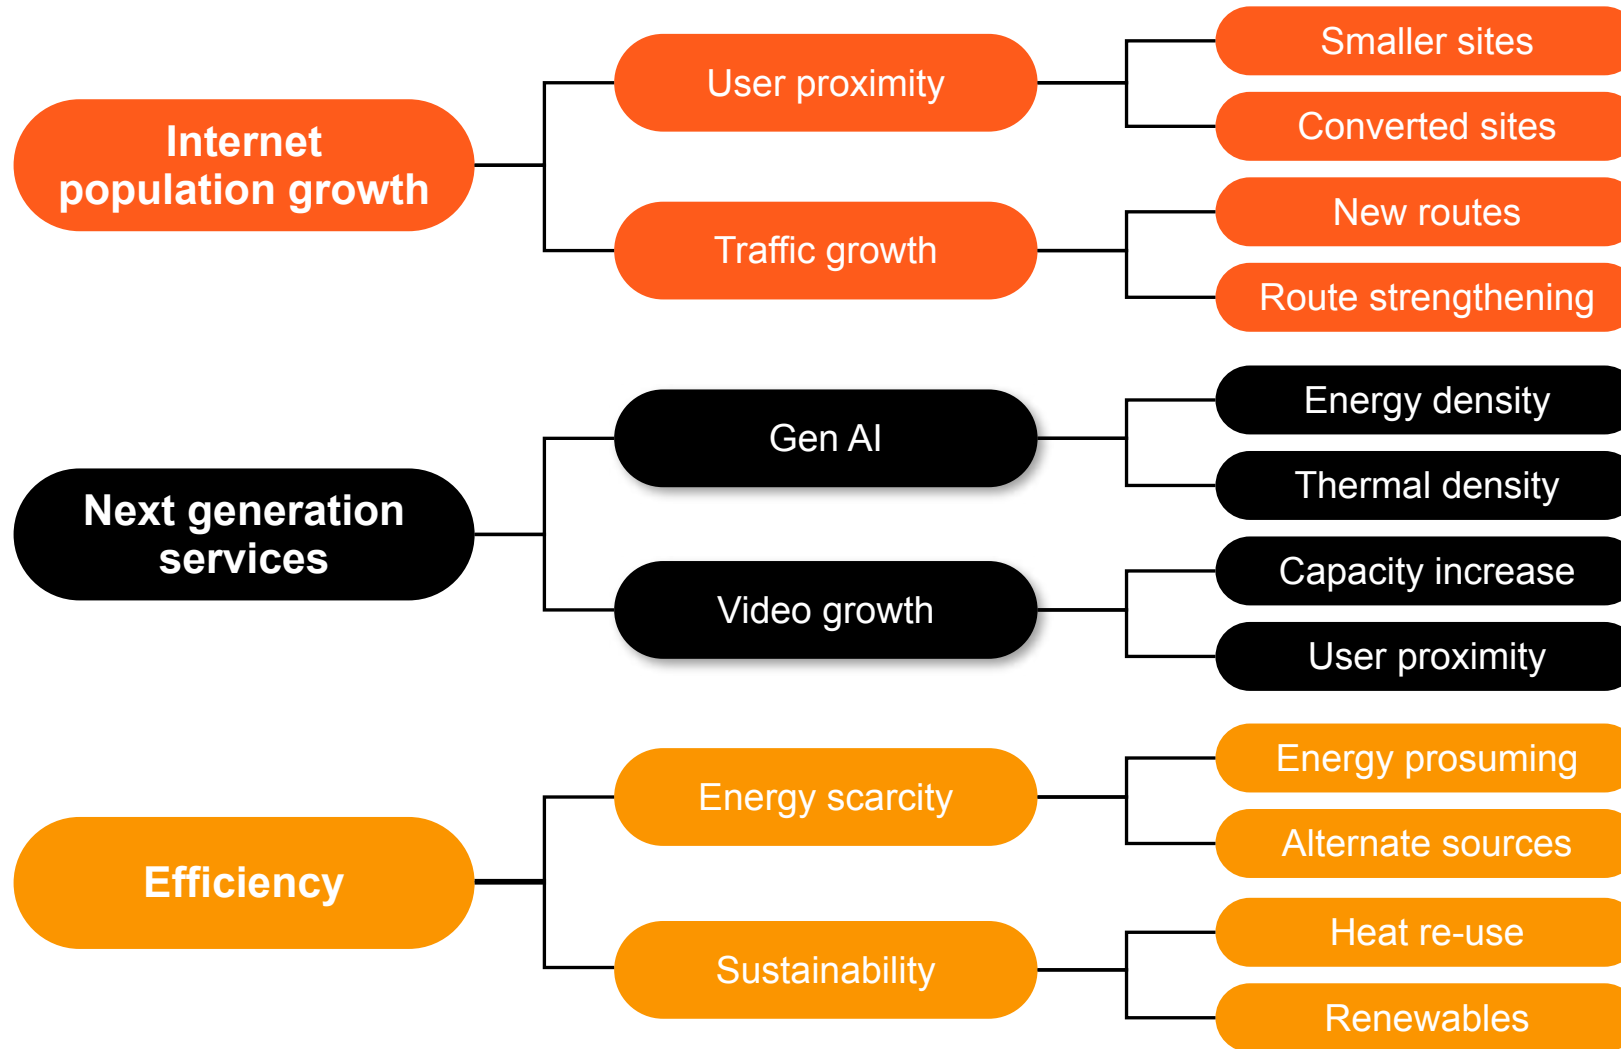 Internet
population growth
User proximity
Smaller sites
Converted sites
Traffic growth
New routes
Route strengthening
Next generation
services
Gen AI
Energy density
Thermal density
Video growth
Capacity increase
User proximity
Efficiency
Energy scarcity
Energy prosuming
Alternate sources
Sustainability
Heat re-use
Renewables